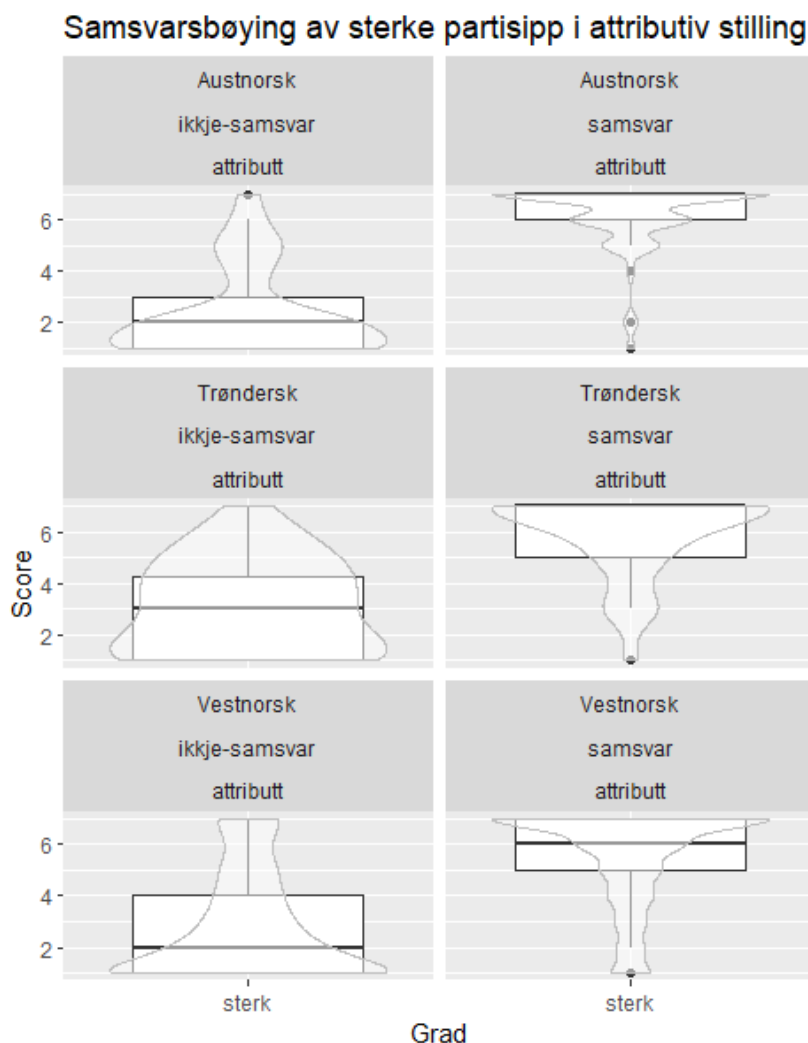 Samsvarsbøying av sterke partisipp i attributiv stilling
Austnorsk
ikkje-samsvar
attributt
Austnorsk
samsvar
attributt
6
4
2
Trøndersk
ikkje-samsvar
attributt
Trøndersk
samsvar
attributt
6
4
2
Score
Vestnorsk
ikkje-samsvar
attributt
Vestnorsk
samsvar
attributt
6
4
2
sterk
sterk
Grad